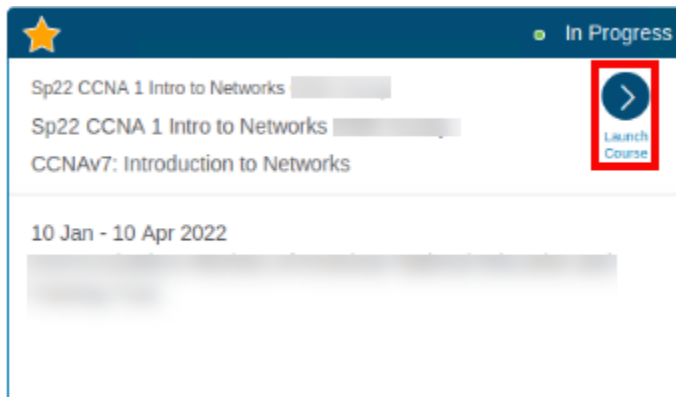 In Progress
Sp22 CCNA 1 Intro to Networks
Sp22 CCNA 1 Intro to Networks
CCNAv7: Introduction to Networks
Launch
Course
10 Jan - 10 Apr 2022